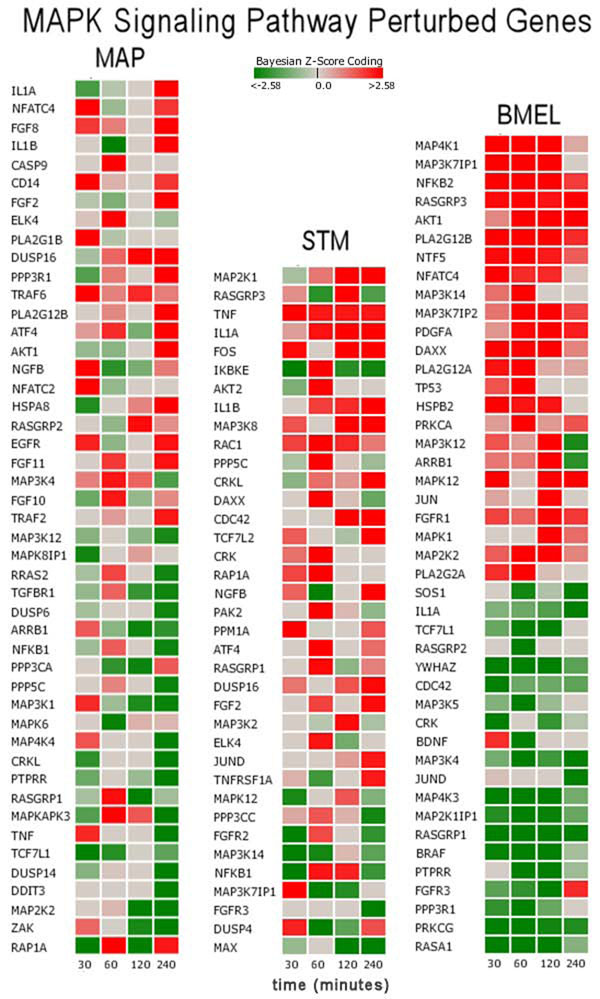 MAPK Signaling Pathway Perturbed Genes
MAP
Bayesian Z-Score Coding
<-2.58 0.0 >2.58
IL1A
NFATC4
FGF8
IL1B
CASP9
CD14
FGF2
ELK4
PLA2G1B
DUSP16
PPP3R1
TRAF6
PLA2G12B
ATF4
AKT1
NGFB
NFATC2
HSPA8
RASGRP2
EGFR
FGF11
MAP3K4
FGF10
TRAF2
MAP3K12
MAPK8IP1
RRAS2
TGFBR1
DUSP6
ARRB1
NFKB1
PPP3CA
PPP5C
MAP3K1
MAPK6
MAP4K4
CRKL
PTPRR
RASGRP1
MAPKAPK3
TNF
TCF7L1
DUSP14
DDIT3
MAP2K2
ZAK
RAP1A
30 60 120 240
STM
MAP2K1
RASGRP3
TNF
IL1A
FOS
IKBKE
AKT2
IL1B
MAP3K8
RAC1
PPP5C
CRKL
DAXX
CDC42
TCF7L2
CRK
RAP1A
NGFB
PAK2
PPM1A
ATF4
RASGRP1
DUSP16
FGF2
MAP3K2
ELK4
JUND
TNFRSF1A
MAPK12
PPP3CC
FGFR2
MAP3K14
NFKB1
MAP3K7IP1
FGFR3
DUSP4
MAX
30 60 120 240
time (minutes)
BMEL
MAP4K1
MAP3K7IP1
NFKB2
RASGRP3
AKT1
PLA2G12B
NTF5
NFATC4
MAP3K14
MAP3K7IP2
PDGFA
DAXX
PLA2G12A
TP53
HSPB2
PRKCA
MAP3K12
ARRB1
MAPK12
JUN
FGFR1
MAPK1
MAP2K2
PLA2G2A
SOS1
IL1A
TCF7L1
RASGRP2
YWHAZ
CDC42
MAP3K5
CRK
BDNF
MAP3K4
JUND
MAP4K3
MAP2K1IP1
RASGRP1
BRAF
PTPRR
FGFR3
PPP3R1
PRKCG
RASA1
30 60 120 240